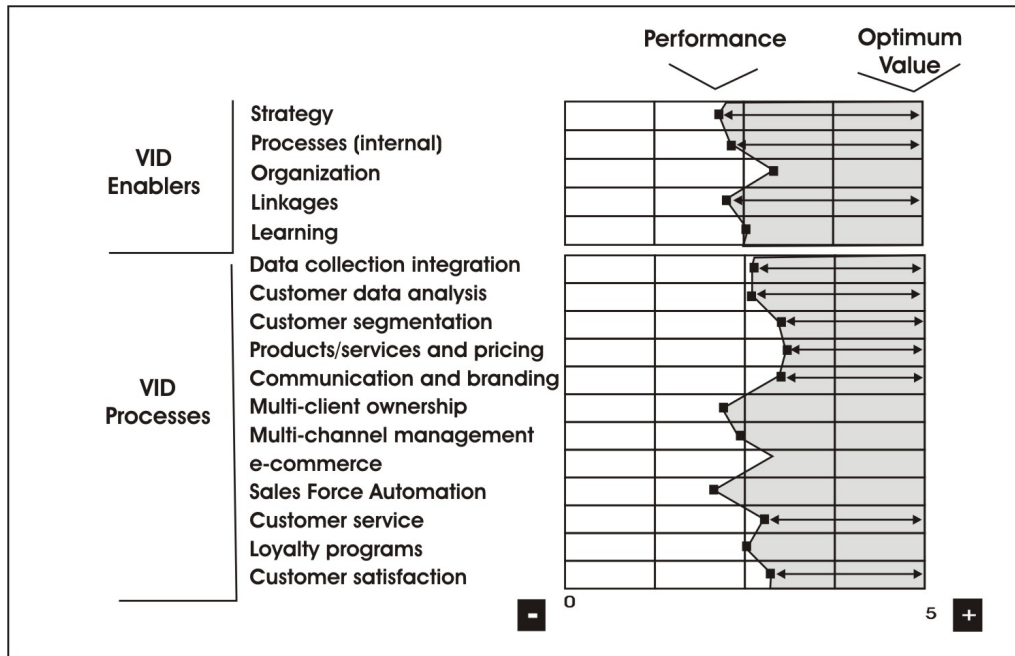 Performance
Optimum
Value
VID
Enablers
Strategy
Processes (internal)
Organization
Linkages
Learning
VID
Processes
Data collection integration
Customer data analysis
Customer segmentation
Products/services and pricing
Communication and branding
Multi-client ownership
Multi-channel management
e-commerce
Sales Force Automation
Customer service
Loyalty programs
Customer satisfaction
- 0 5 +